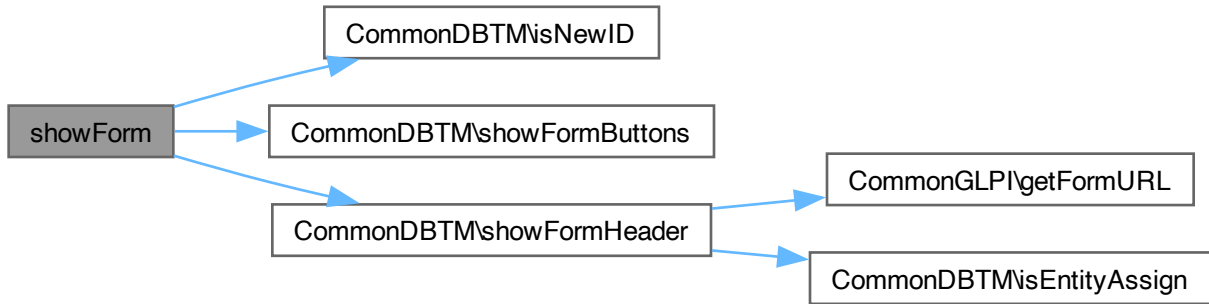 CommonDBTM\isNewID
showForm
CommonDBTM\showFormButtons
CommonDBTM\showFormHeader
CommonGLPI\getFormURL
CommonDBTM\isEntityAssign